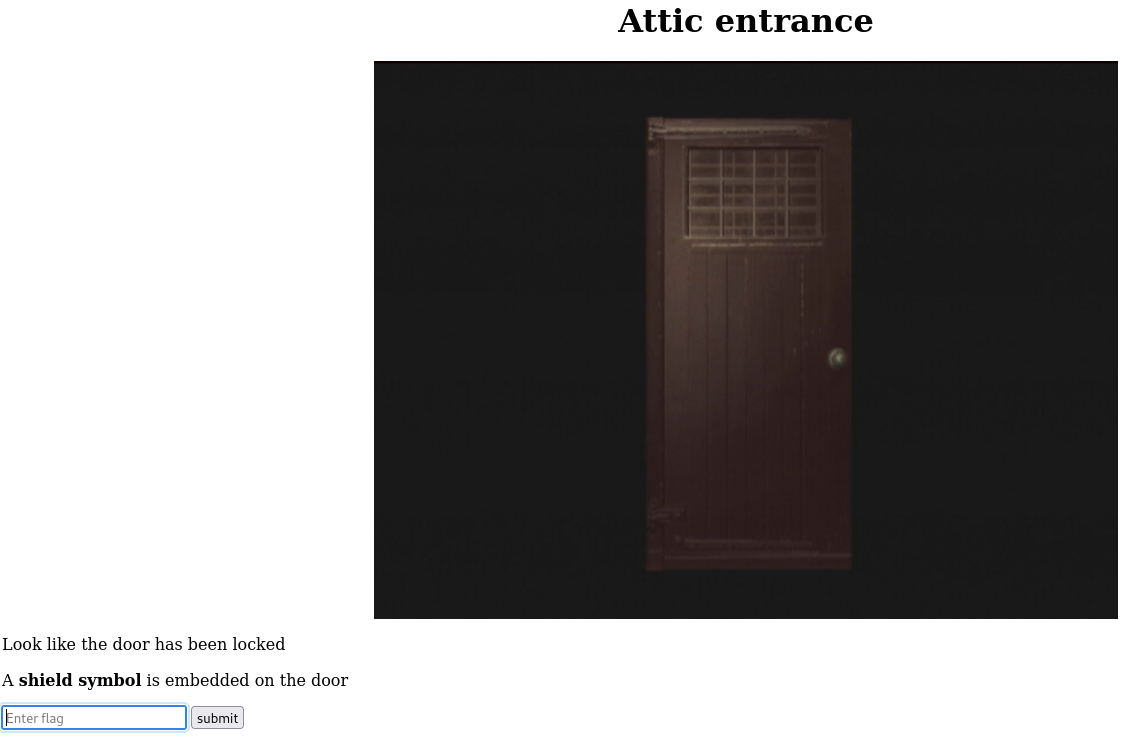 Attic entrance
Look like the door has been locked
A shield symbol is embedded on the door
Enter flag
submit